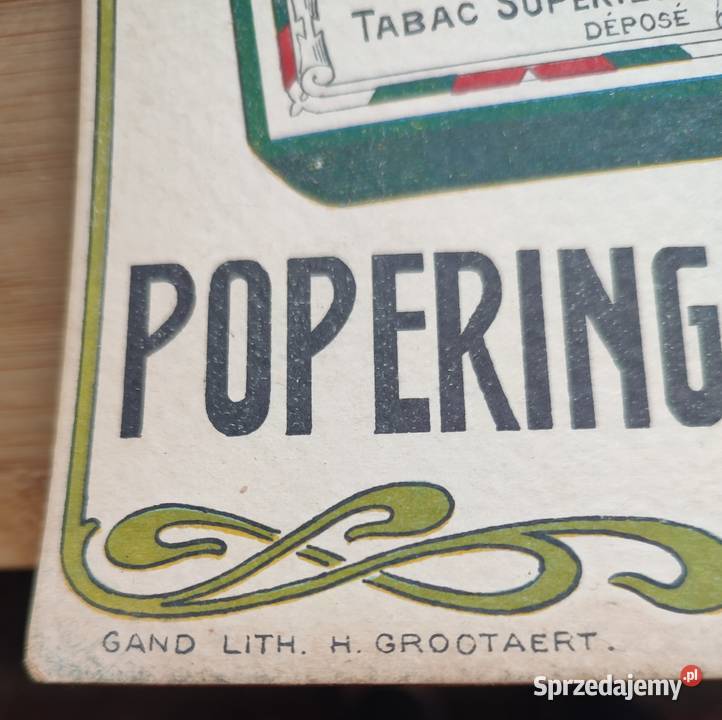 TABAC
DÉPOSÉ
POPERING
GAND LITH. H. GROOTAERT.
Sprzedajemy.pl